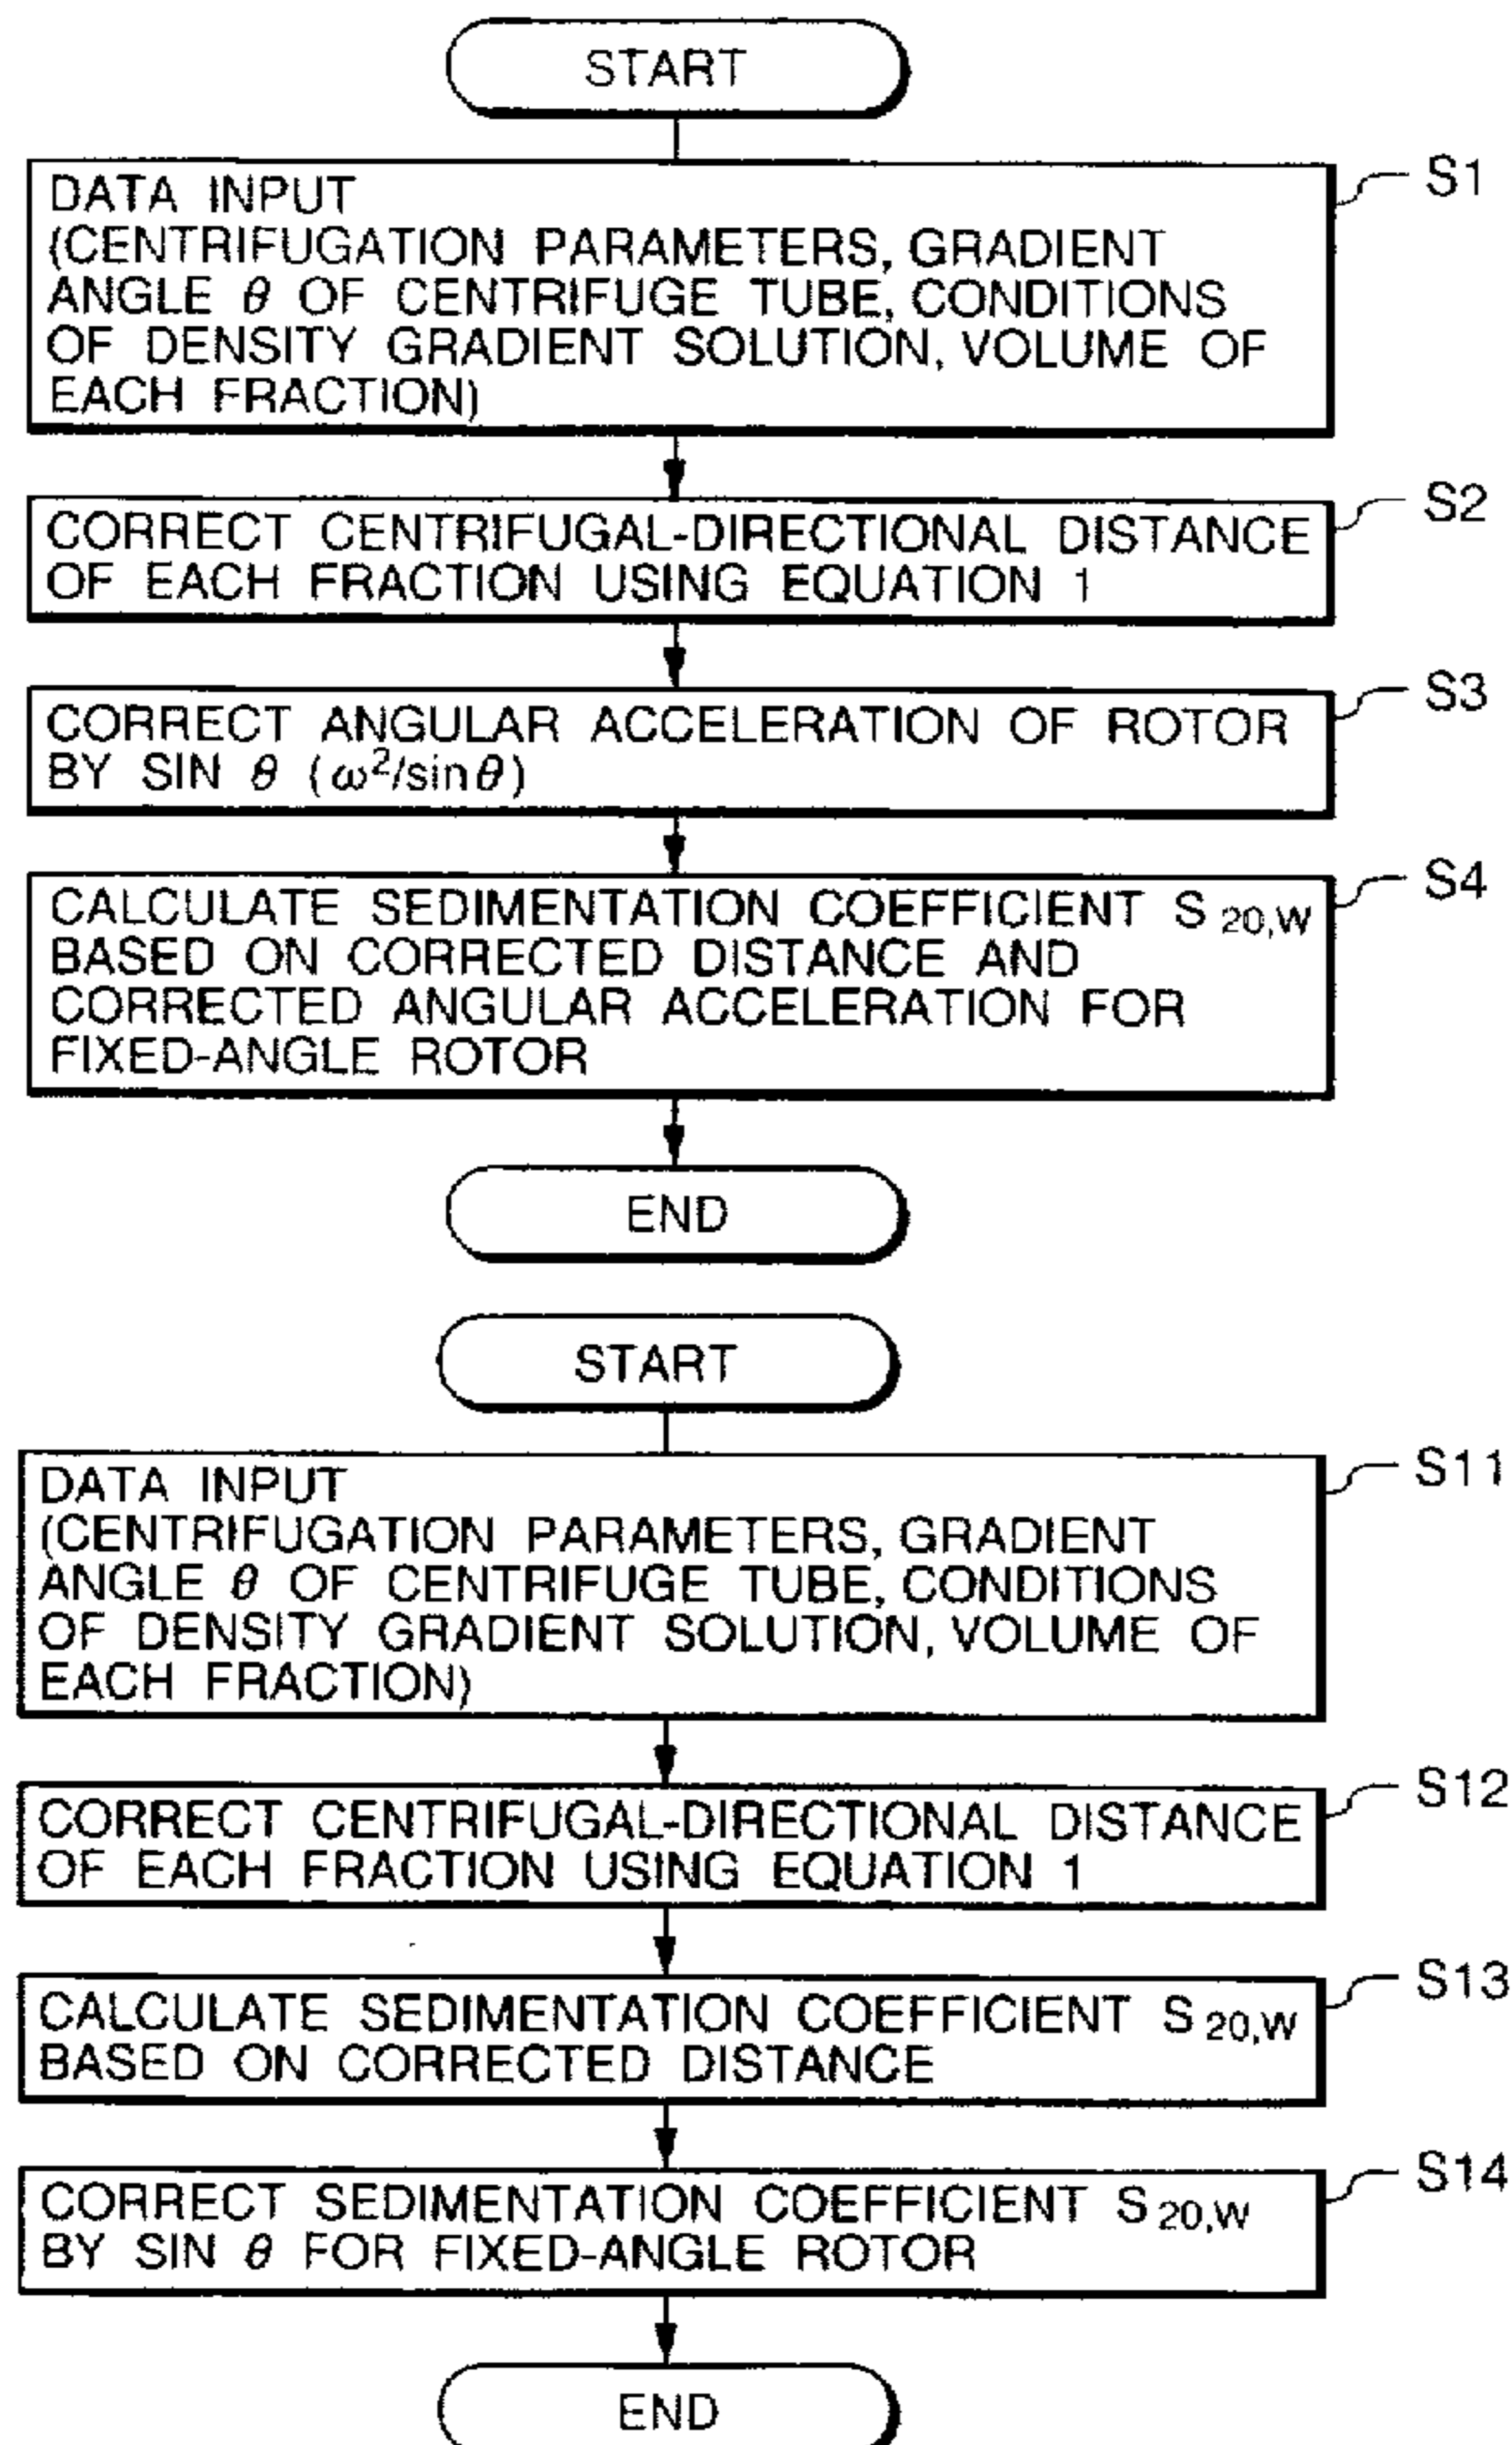 START
S1
DATA INPUT
(CENTRIFUGATION PARAMETERS, GRADIENT
ANGLE θ OF CENTRIFUGE TUBE, CONDITIONS
OF DENSITY GRADIENT SOLUTION, VOLUME OF
EACH FRACTION)
S2
CORRECT CENTRIFUGAL-DIRECTIONAL DISTANCE
OF EACH FRACTION USING EQUATION 1
S3
CORRECT ANGULAR ACCELERATION OF ROTOR
BY SIN θ (ω²/sinθ)
S4
CALCULATE SEDIMENTATION COEFFICIENT S 20,W
BASED ON CORRECTED DISTANCE AND
CORRECTED ANGULAR ACCELERATION FOR
FIXED-ANGLE ROTOR
END
START
S11
DATA INPUT
(CENTRIFUGATION PARAMETERS, GRADIENT
ANGLE θ OF CENTRIFUGE TUBE, CONDITIONS
OF DENSITY GRADIENT SOLUTION, VOLUME OF
EACH FRACTION)
S12
CORRECT CENTRIFUGAL-DIRECTIONAL DISTANCE
OF EACH FRACTION USING EQUATION 1
S13
CALCULATE SEDIMENTATION COEFFICIENT S 20,W
BASED ON CORRECTED DISTANCE
S14
CORRECT SEDIMENTATION COEFFICIENT S 20,W
BY SIN θ FOR FIXED-ANGLE ROTOR
END